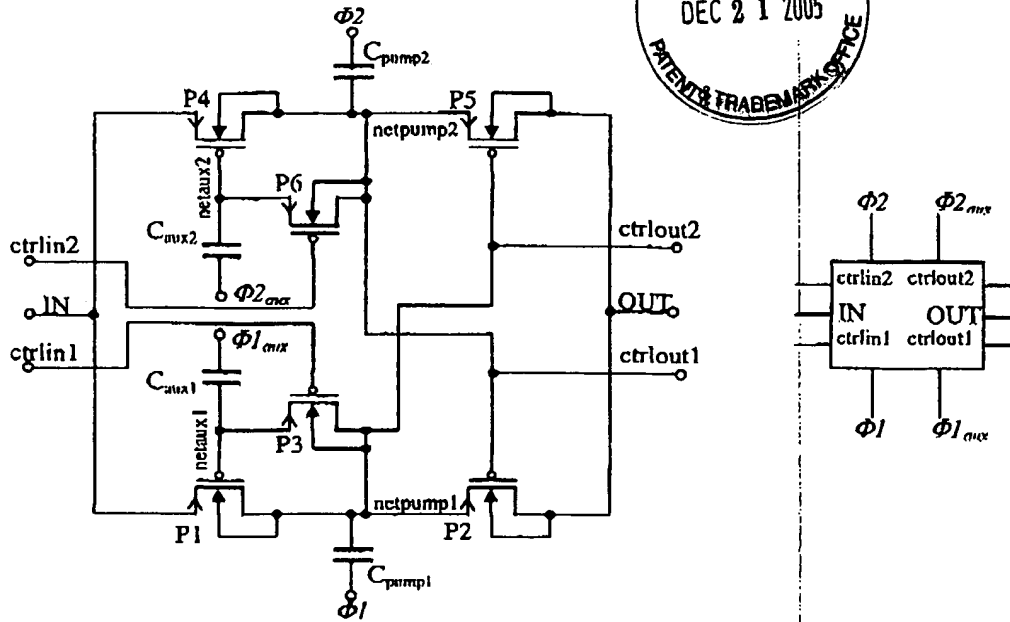 DEC 2 1 2005
PATENT & TRADEMARK OFFICE
Φ2
Cpump2
P4
P5
netpump2
netaux2
P6
Caux2
ctrlin2
ctrlout2
Φ2aux
IN
OUT
Φ1aux
ctrlin1
ctrlout1
Caux1
netaux1
P3
netpump1
P1
P2
Cpump1
Φ1
Φ2
Φ2aux
ctrlin2
ctrlout2
IN
OUT
ctrlin1
ctrlout1
Φ1
Φ1aux